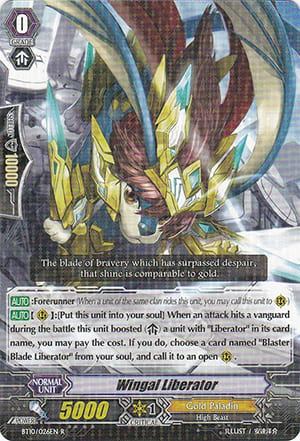 0
GRADE
SHIELD
10000
The blade of bravery which has surpassed despair,
that shine is comparable to gold.
AUTO :Forerunner (When a unit of the same clan rides this unit, you may call this unit to )
AUTO [ ]:[Put this unit into your soul] When an attack hits a vanguard
during the battle this unit boosted a unit with "Liberator" in its card
name, you may pay the cost. If you do, choose a card named "Blaster
Blade Liberator" from your soul, and call it to an open .
NORMAL
UNIT
Wingal Liberator
POWER
5000
1
CRITICAL
Gold Paladin
High Beast
BT10/026EN R
ILLUST /